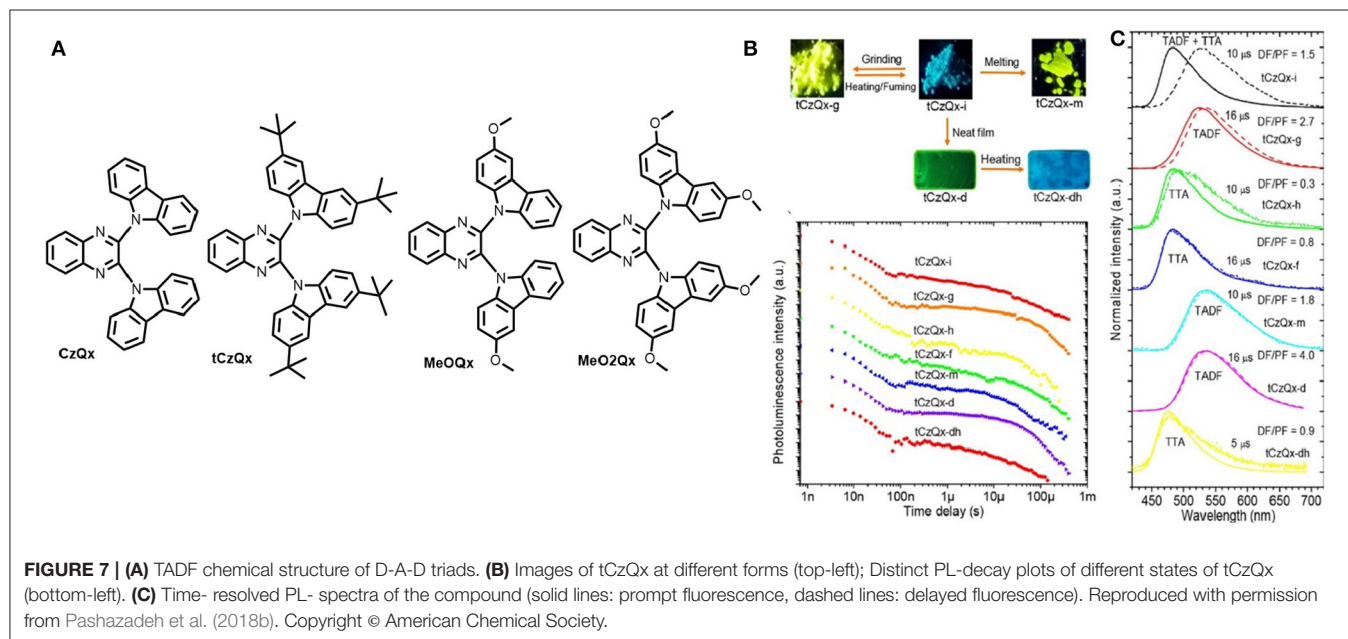 A
N
N
N
N
CzQx
N
N
N
N
tCzQx
O
N
N
N
N
O
MeOQx
O
O
N
N
N
N
O
O
MeO2Qx
B
Grinding
Heating/Fuming
Melting
tCzQx-g
tCzQx-i
tCzQx-m
Neat film
Heating
tCzQx-d
tCzQx-dh
Photoluminescence intensity (a.u.)
tCzQx-i
tCzQx-g
tCzQx-h
tCzQx-f
tCzQx-m
tCzQx-d
tCzQx-dh
1n 10n 100n 1μ 10μ 100μ 1m
Time delay (s)
C
Normalized intensity (a.u.)
TADF + TTA
10 μs DF/PF = 1.5
tCzQx-i
16 μs DF/PF = 2.7
TADF
tCzQx-g
10 μs DF/PF = 0.3
TTA
tCzQx-h
DF/PF = 0.8
TTA
16 μs
tCzQx-f
10 μs DF/PF = 1.8
TADF
tCzQx-m
16 μs DF/PF = 4.0
TADF
tCzQx-d
DF/PF = 0.9
TTA
5 μs
tCzQx-dh
450 500 550 600 650 700
Wavelength (nm)
FIGURE 7 | (A) TADF chemical structure of D-A-D triads. (B) Images of tCzQx at different forms (top-left); Distinct PL-decay plots of different states of tCzQx
(bottom-left). (C) Time- resolved PL- spectra of the compound (solid lines: prompt fluorescence, dashed lines: delayed fluorescence). Reproduced with permission
from Pashazadeh et al. (2018b). Copyright © American Chemical Society.